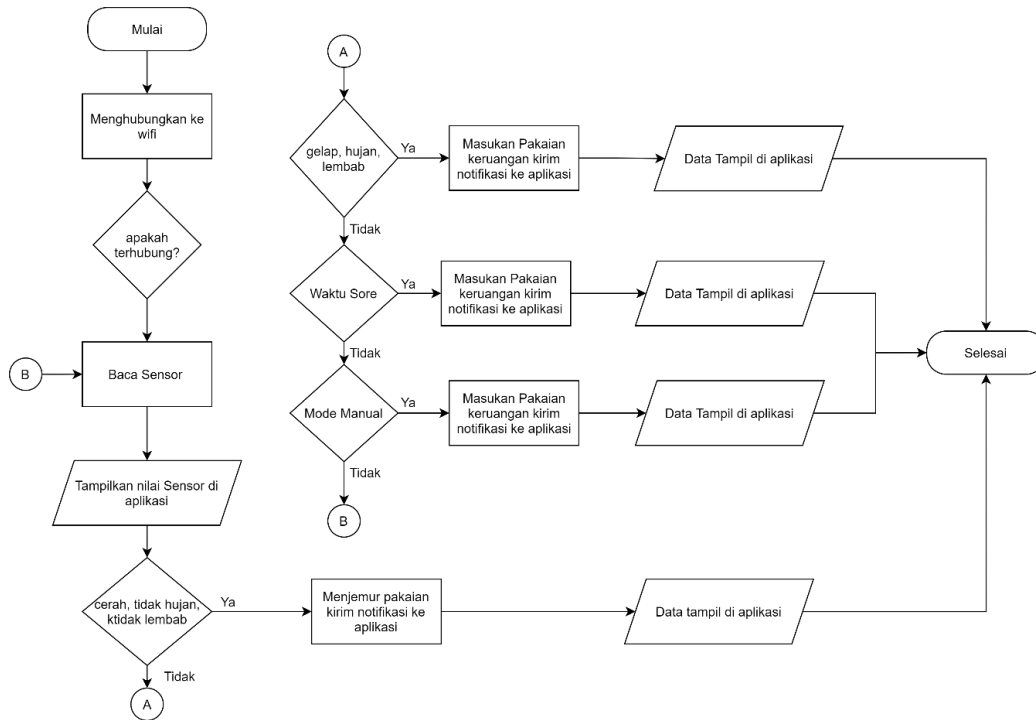 Mulai
Menghubungkan ke
wifi
apakah
terhubung?
B
Baca Sensor
Tampilkan nilai Sensor di
aplikasi
cerah, tidak hujan,
ktidak lembab
Ya
Menjemur pakaian
kirim notifikasi ke
aplikasi
Data tampil di aplikasi
Tidak
A
A
gelap, hujan,
lembab
Ya
Masukan Pakaian
keruangan kirim
notifikasi ke aplikasi
Data Tampil di aplikasi
Tidak
Waktu Sore
Ya
Masukan Pakaian
keruangan kirim
notifikasi ke aplikasi
Data Tampil di aplikasi
Tidak
Mode Manual
Ya
Masukan Pakaian
keruangan kirim
notifikasi ke aplikasi
Data Tampil di aplikasi
Tidak
B
Selesai